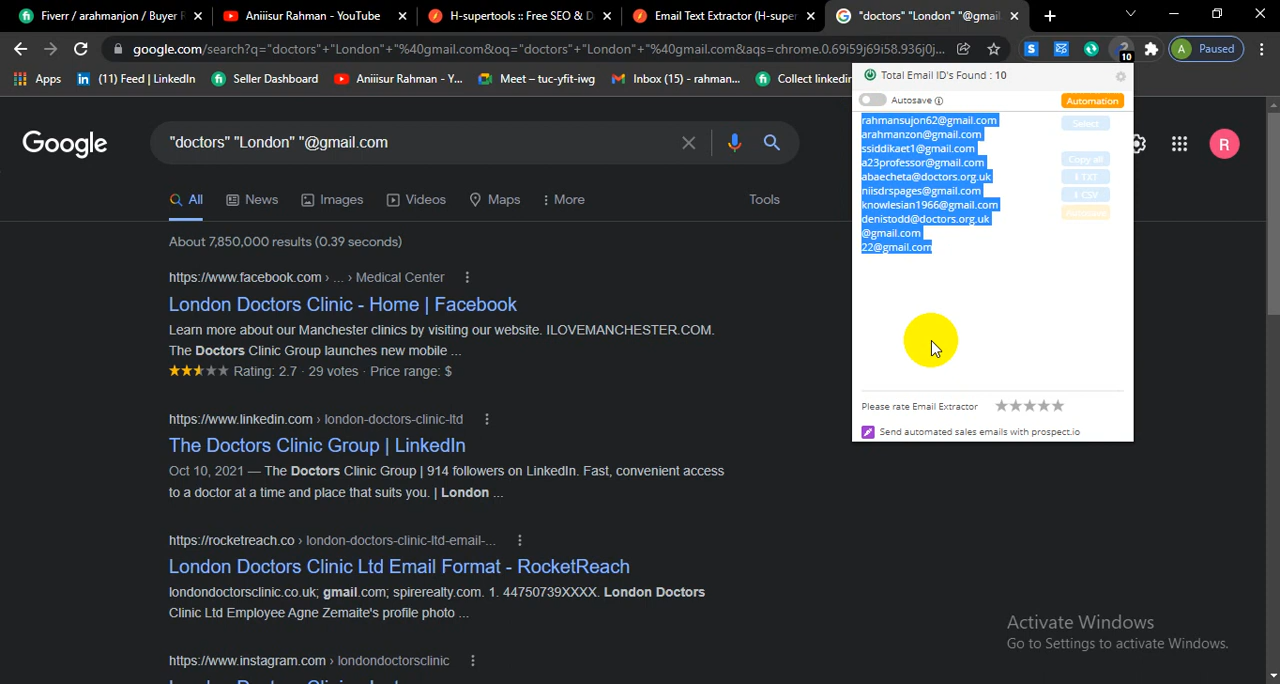 Fiverr / arahmanjon / Buyer R
Aniiisur Rahman - YouTube
H-supertools :: Free SEO & D
Email Text Extractor (H-super
"doctors" "London" "@gmai
google.com/search?q="doctors"+"London"+"%40gmail.com&oq="doctors"+"London"+"%40gmail.com&aqs=chrome.0.69i59j69i58.936j0j...
10
A Paused
Apps
(11) Feed | LinkedIn
Seller Dashboard
Aniiisur Rahman - Y...
Meet – tuc-yfit-iwg
Inbox (15) - rahman...
Collect linkedin
Total Email ID's Found : 10
Autosave
Automation
rahmansujon62@gmail.com
arahmanzon@gmail.com
ssiddikaet1@gmail.com
a23professor@gmail.com
abaecheta@doctors.org.uk
niisdrspages@gmail.com
knowlesian1966@gmail.com
denistodd@doctors.org.uk
@gmail.com
22@gmail.com
Select
Copy all
TXT
CSV
Please rate Email Extractor
Send automated sales emails with prospect.io
Google
"doctors" "London" "@gmail.com
R
All
News
Images
Videos
Maps
More
Tools
About 7,850,000 results (0.39 seconds)
https://www.facebook.com › ... › Medical Center
London Doctors Clinic - Home | Facebook
Learn more about our Manchester clinics by visiting our website. ILOVEMANCHESTER.COM.
The Doctors Clinic Group launches new mobile ...
Rating: 2.7 · 29 votes · Price range: $
https://www.linkedin.com › london-doctors-clinic-ltd
The Doctors Clinic Group | LinkedIn
Oct 10, 2021 — The Doctors Clinic Group | 914 followers on LinkedIn. Fast, convenient access
to a doctor at a time and place that suits you. | London ...
https://rocketreach.co › london-doctors-clinic-ltd-email-...
London Doctors Clinic Ltd Email Format - RocketReach
londondoctorsclinic.co.uk; gmail.com; spirerealty.com. 1. 44750739XXXX. London Doctors
Clinic Ltd Employee Agne Zemaite's profile photo ...
https://www.instagram.com › londondoctorsclinic
Activate Windows
Go to Settings to activate Windows.